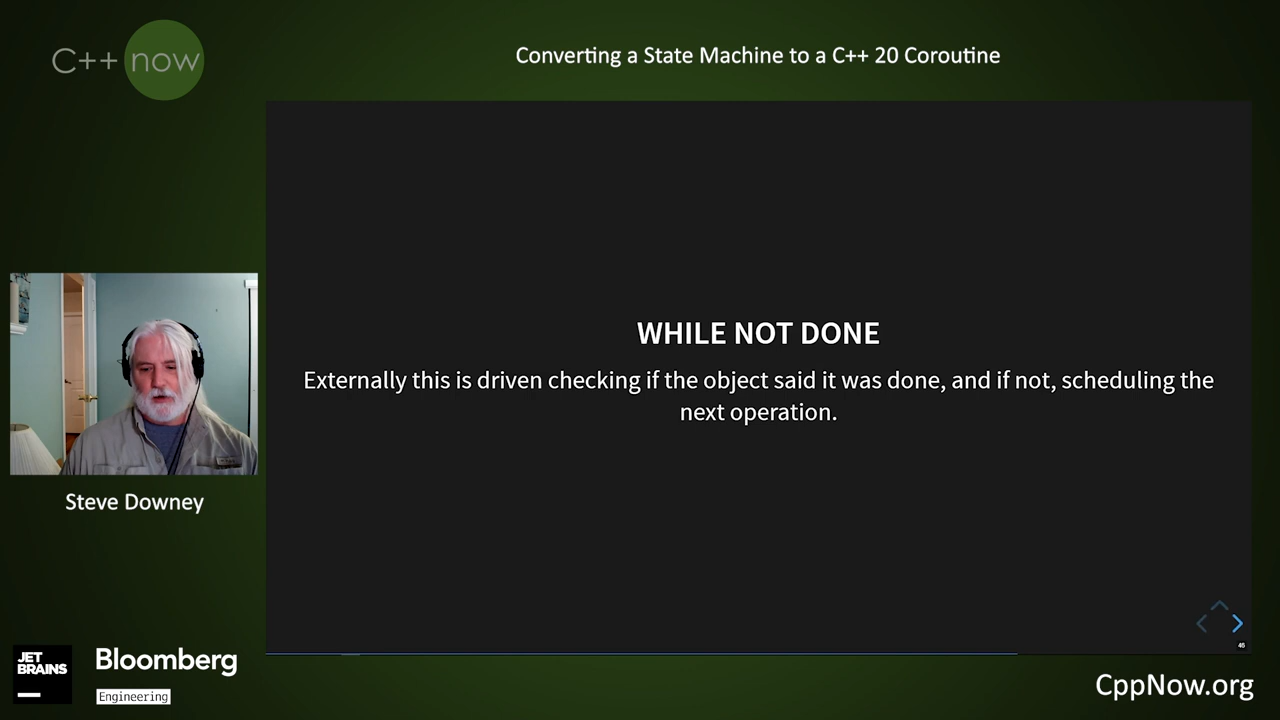 C++ now
Converting a State Machine to a C++ 20 Coroutine
WHILE NOT DONE
Externally this is driven checking if the object said it was done, and if not, scheduling the
next operation.
Steve Downey
46
JET
BRAINS
Bloomberg
Engineering
CppNow.org